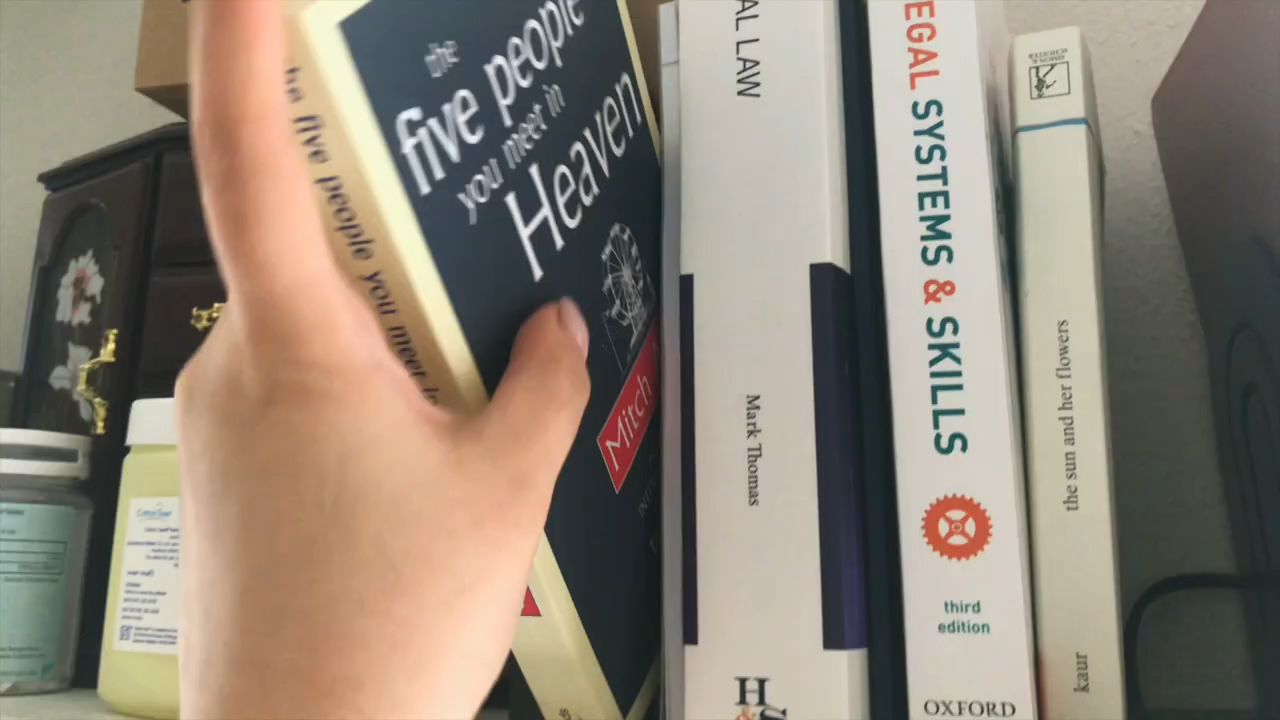 the
five people
you meet in
Heaven
Mitch
he five people you meet in
AL LAW
Mark Thomas
H
&S
EGAL SYSTEMS & SKILLS
third
edition
OXFORD
the sun and her flowers
kaur